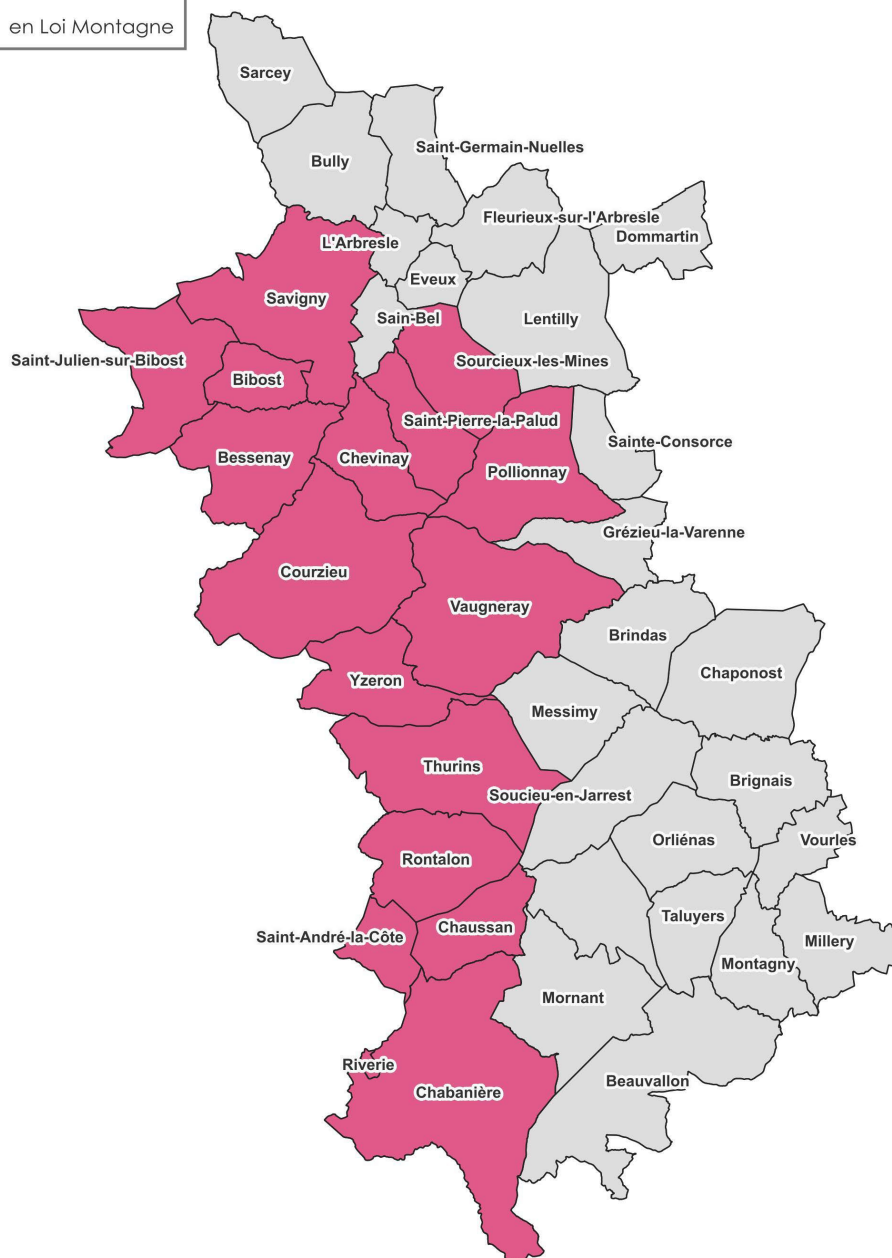 en Loi Montagne
Sarcey
Saint-Germain-Nuelles
Bully
Fleurieux-sur-l'Arbresle
Dommartin
L'Arbresle
Eveux
Savigny
Sain-Bel
Lentilly
Saint-Julien-sur-Bibost
Sourcieux-les-Mines
Bibost
Saint-Pierre-la-Palud
Sainte-Consorce
Bessenay
Chevinay
Pollionnay
Grézieu-la-Varenne
Courzieu
Vaugneray
Brindas
Chaponost
Yzeron
Messimy
Thurins
Brignais
Soucieu-en-Jarrest
Orliénas
Vourles
Rontalon
Taluyers
Chaussan
Saint-André-la-Côte
Millery
Montagny
Mornant
Riverie
Beauvallon
Chabanière